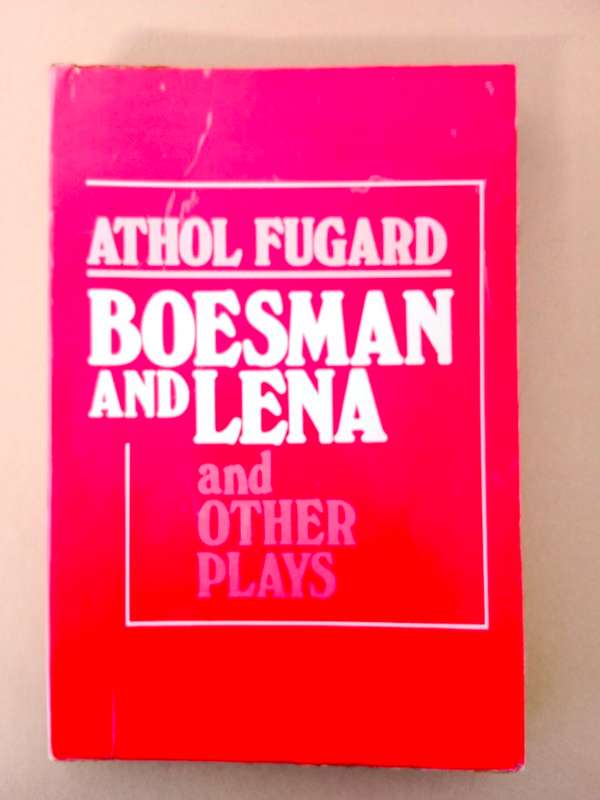 ATHOL FUGARD
BOESMAN
AND LENA
and
OTHER
PLAYS